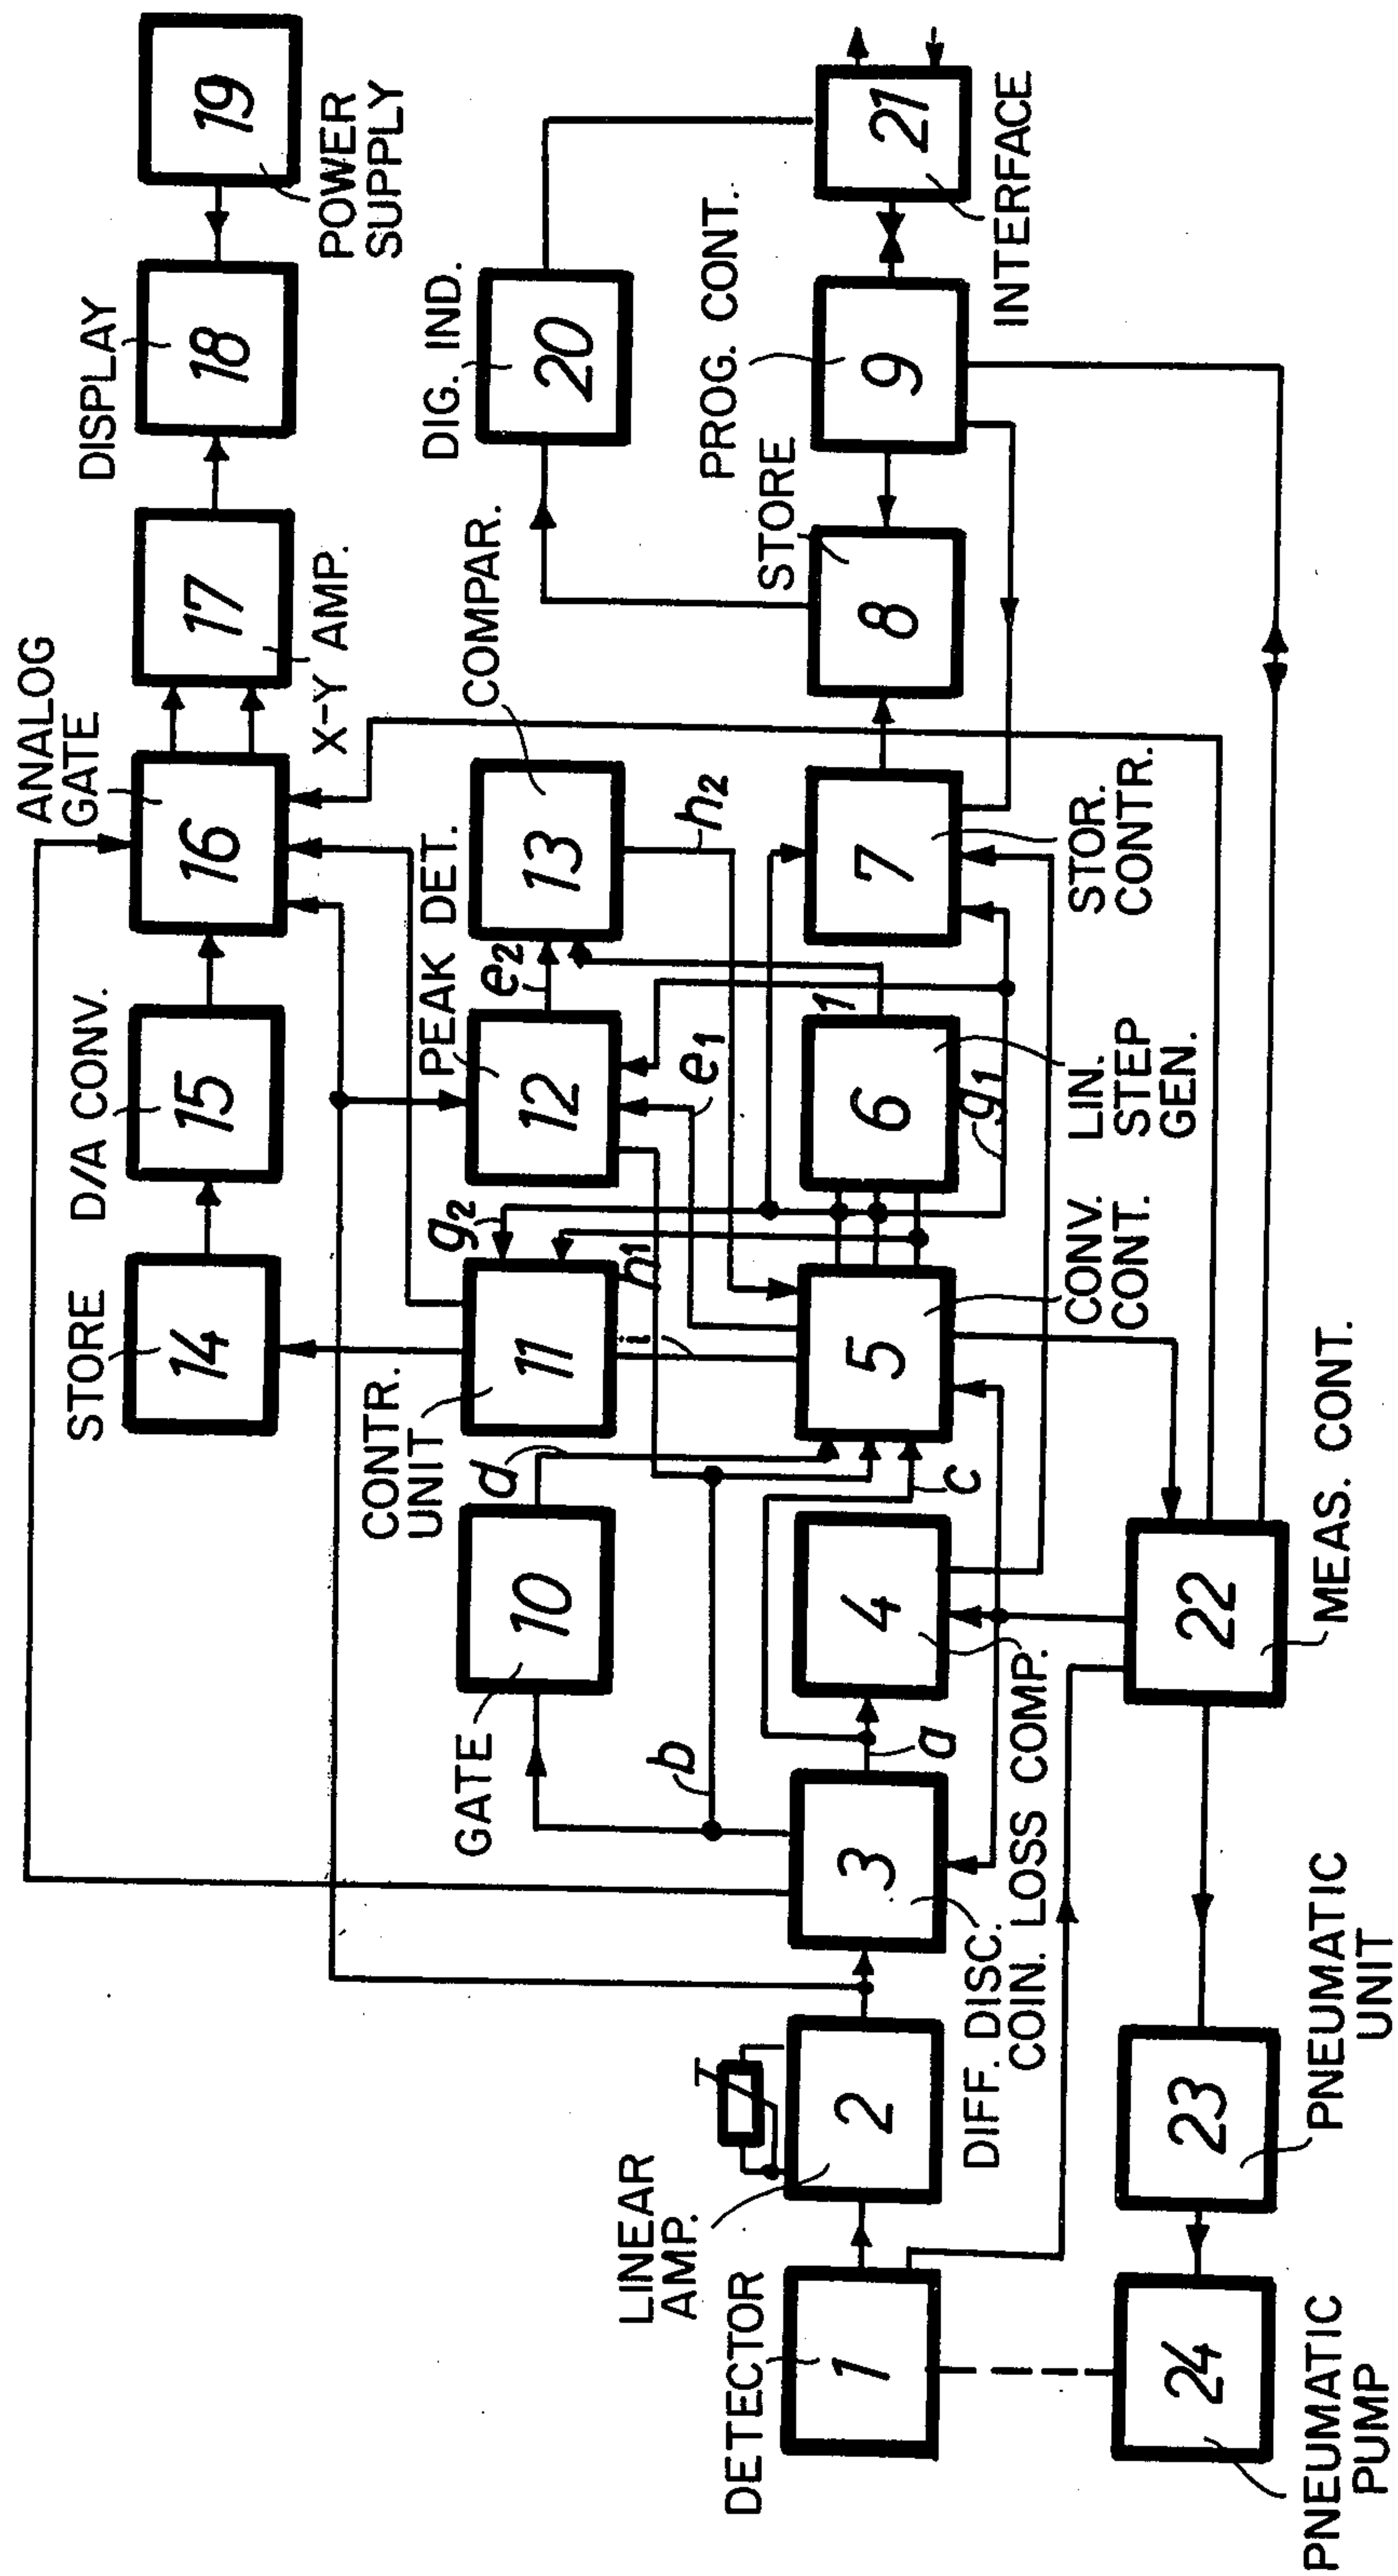 ANALOG
GATE
DISPLAY
STORE
D/A CONV.
14
15
16
17
18
19
X-Y AMP.
POWER
SUPPLY
CONTR.
UNIT
PEAK DET.
COMPAR.
DIG. IND.
GATE
d
g2
e2
10
11
12
13
20
h1
i
e1
h2
b
STORE
PROG. CONT.
LINEAR
AMP.
DETECTOR
1
1
2
3
4
5
6
7
8
9
21
a
c
g1
INTERFACE
DIFF. DISC.
COIN. LOSS COMP.
CONV.
CONT.
LIN.
STEP
GEN.
STOR.
CONTR.
24
23
22
PNEUMATIC
PUMP
PNEUMATIC
UNIT
MEAS. CONT.